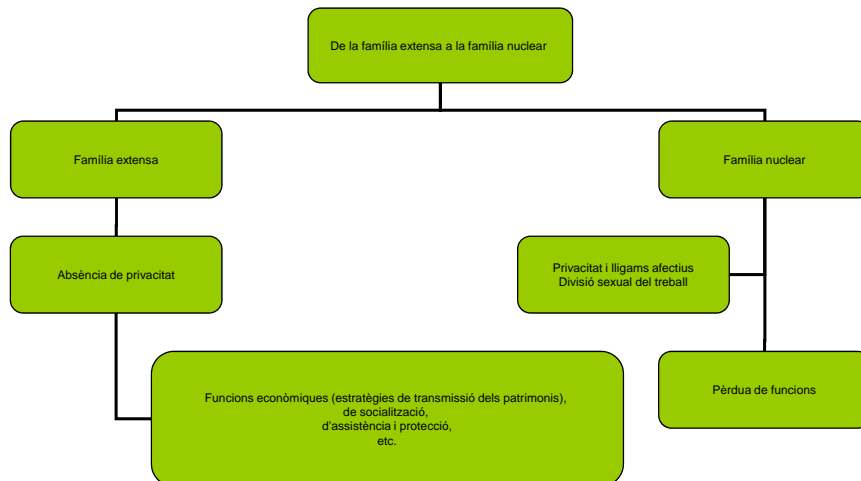 De la família extensa a la família nuclear
Família extensa
Família nuclear
Absència de privacitat
Privacitat i lligams afectius
Divisió sexual del treball
Funcions econòmiques (estratègies de transmissió dels patrimonis),
de socialització,
d'assistència i protecció,
etc.
Pèrdua de funcions